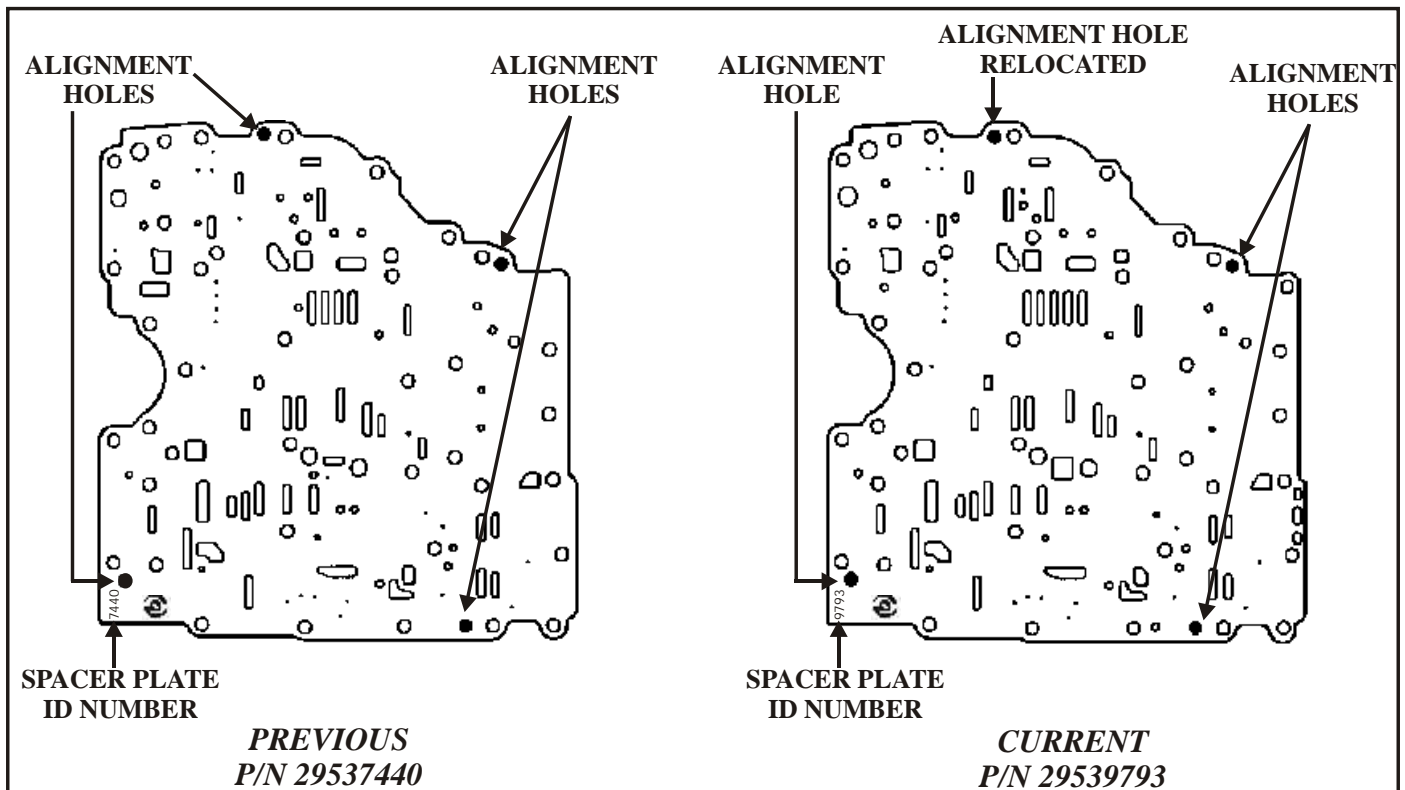 ALIGNMENT
HOLES
ALIGNMENT
HOLES
7440
SPACER PLATE
ID NUMBER
PREVIOUS
P/N 29537440
ALIGNMENT
HOLE
ALIGNMENT HOLE
RELOCATED
ALIGNMENT
HOLES
9793
SPACER PLATE
ID NUMBER
CURRENT
P/N 29539793